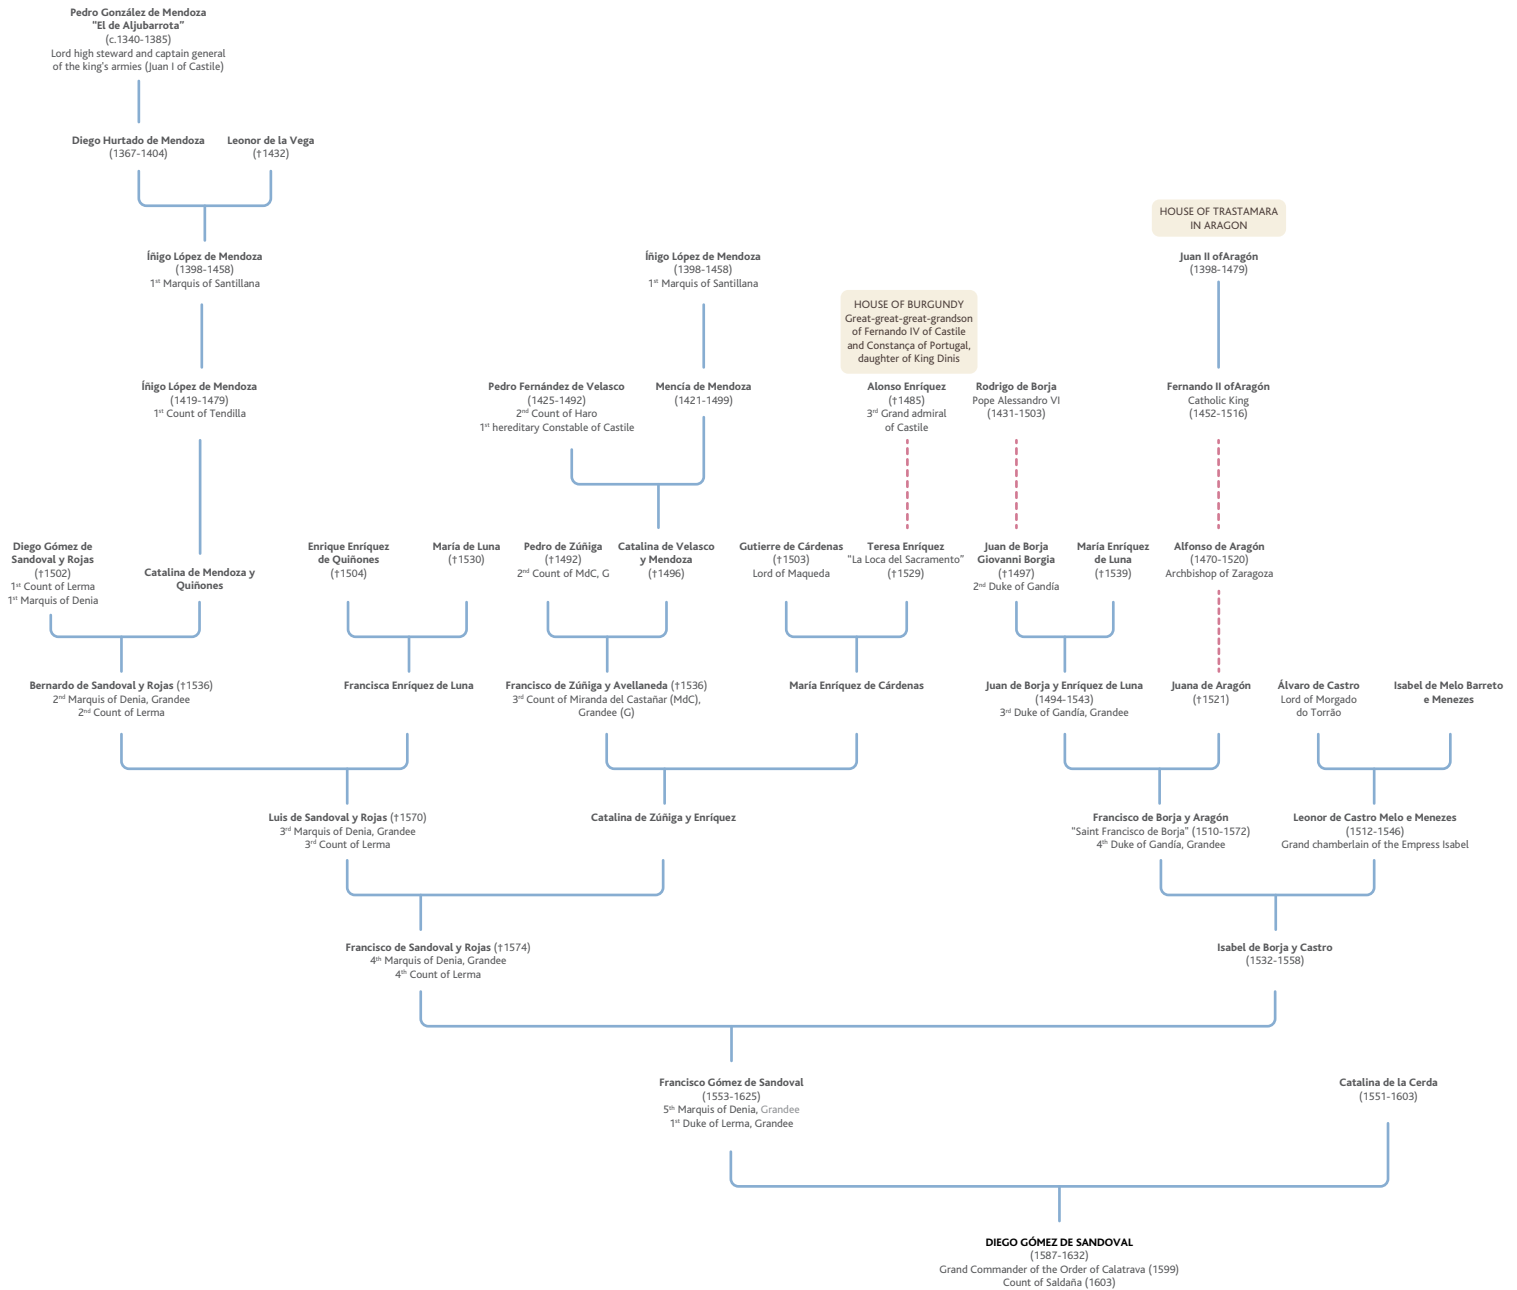 Pedro González de Mendoza
"El de Aljubarrota"
(c.1340-1385)
Lord high steward and captain general
of the king's armies (Juan I of Castile)
Diego Hurtado de Mendoza
(1367-1404)
Leonor de la Vega
(†1432)
HOUSE OF TRASTAMARA
IN ARAGON
Íñigo López de Mendoza
(1398-1458)
1st Marquis of Santillana
Íñigo López de Mendoza
(1398-1458)
1st Marquis of Santillana
Juan II ofAragón
(1398-1479)
HOUSE OF BURGUNDY
Great-great-great-grandson
of Fernando IV of Castile
and Constança of Portugal,
daughter of King Dinis
Íñigo López de Mendoza
(1419-1479)
1st Count of Tendilla
Pedro Fernández de Velasco
(1425-1492)
2nd Count of Haro
1st hereditary Constable of Castile
Mencía de Mendoza
(1421-1499)
Alonso Enríquez
(†1485)
3rd Grand admiral
of Castile
Rodrigo de Borja
Pope Alessandro VI
(1431-1503)
Fernando II ofAragón
Catholic King
(1452-1516)
Diego Gómez de
Sandoval y Rojas
(†1502)
1st Count of Lerma
1st Marquis of Denia
Catalina de Mendoza y
Quiñones
Enrique Enríquez
de Quiñones
(†1504)
María de Luna
(†1530)
Pedro de Zúñiga
(†1492)
2nd Count of MdC, G
Catalina de Velasco
y Mendoza
(†1496)
Gutierre de Cárdenas
(†1503)
Lord of Maqueda
Teresa Enríquez
"La Loca del Sacramento"
(†1529)
Juan de Borja
Giovanni Borgia
(†1497)
2nd Duke of Gandía
María Enríquez
de Luna
(†1539)
Alfonso de Aragón
(1470-1520)
Archbishop of Zaragoza
Bernardo de Sandoval y Rojas (†1536)
2nd Marquis of Denia, Grandee
2nd Count of Lerma
Francisca Enríquez de Luna
Francisco de Zúñiga y Avellaneda (†1536)
3rd Count of Miranda del Castañar (MdC),
Grandee (G)
María Enríquez de Cárdenas
Juan de Borja y Enríquez de Luna
(1494-1543)
3rd Duke of Gandía, Grandee
Juana de Aragón
(†1521)
Álvaro de Castro
Lord of Morgado
do Torrão
Isabel de Melo Barreto
e Menezes
Luis de Sandoval y Rojas (†1570)
3rd Marquis of Denia, Grandee
3rd Count of Lerma
Catalina de Zúñiga y Enríquez
Francisco de Borja y Aragón
"Saint Francisco de Borja" (1510-1572)
4th Duke of Gandía, Grandee
Leonor de Castro Melo e Menezes
(1512-1546)
Grand chamberlain of the Empress Isabel
Francisco de Sandoval y Rojas (†1574)
4th Marquis of Denia, Grandee
4th Count of Lerma
Isabel de Borja y Castro
(1532-1558)
Francisco Gómez de Sandoval
(1553-1625)
5th Marquis of Denia, Grandee
1st Duke of Lerma, Grandee
Catalina de la Cerda
(1551-1603)
DIEGO GÓMEZ DE SANDOVAL
(1587-1632)
Grand Commander of the Order of Calatrava (1599)
Count of Saldaña (1603)